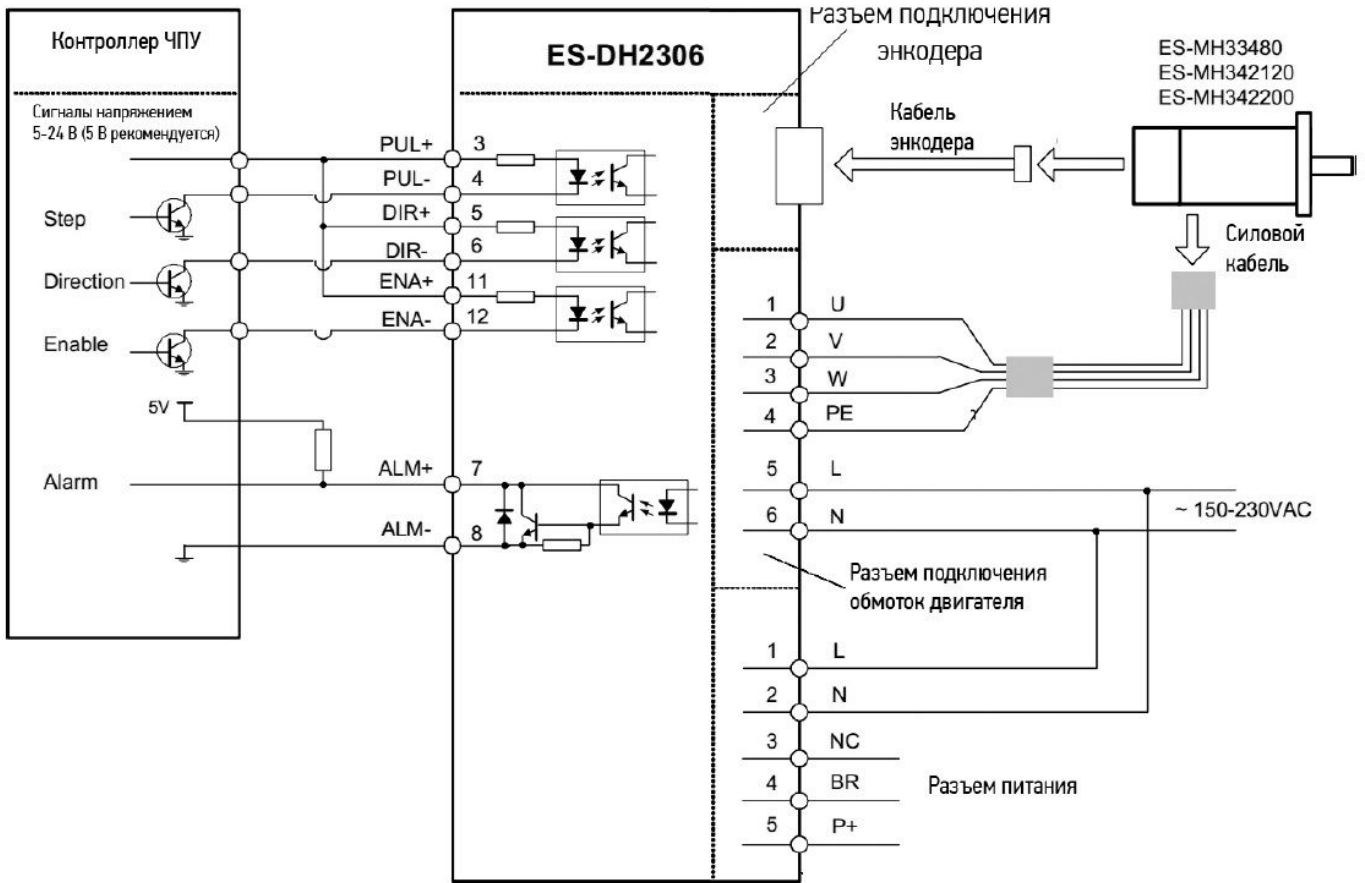 Контроллер ЧПУ
Сигналы напряжением
5-24 В (5 В рекомендуется)
Step
Direction
Enable
5V
Alarm
PUL+ 3
PUL- 4
DIR+ 5
DIR- 6
ENA+ 11
ENA- 12
ALM+ 7
ALM- 8
ES-DH2306
Разъем подключения
энкодера
Кабель
энкодера
ES-MH33480
ES-MH342120
ES-MH342200
Силовой
кабель
1 U
2 V
3 W
4 PE
5 L
6 N
~ 150-230VAC
Разъем подключения
обмоток двигателя
1 L
2 N
3 NC
4 BR
5 P+
Разъем питания